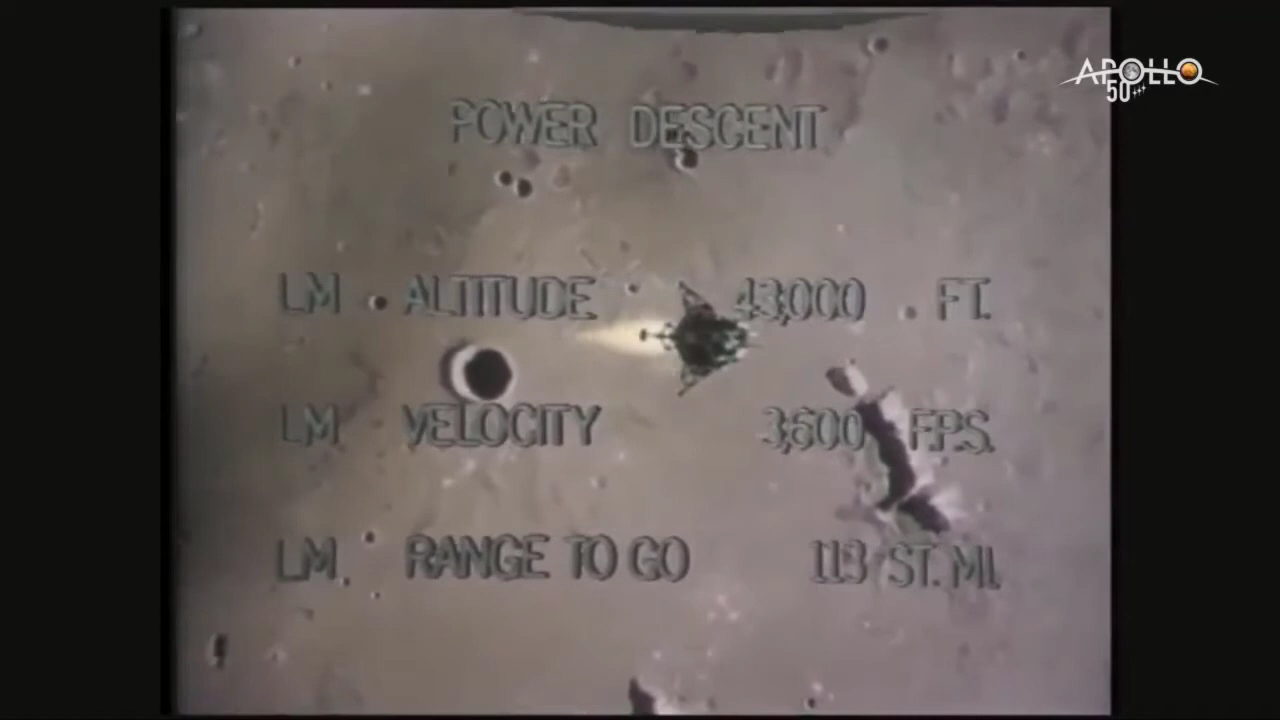 APOLLO
50
POWER DESCENT
LM ALTITUDE 43,000 FT.
LM VELOCITY 3,600 F.P.S.
LM RANGE TO GO 113 ST. MI.